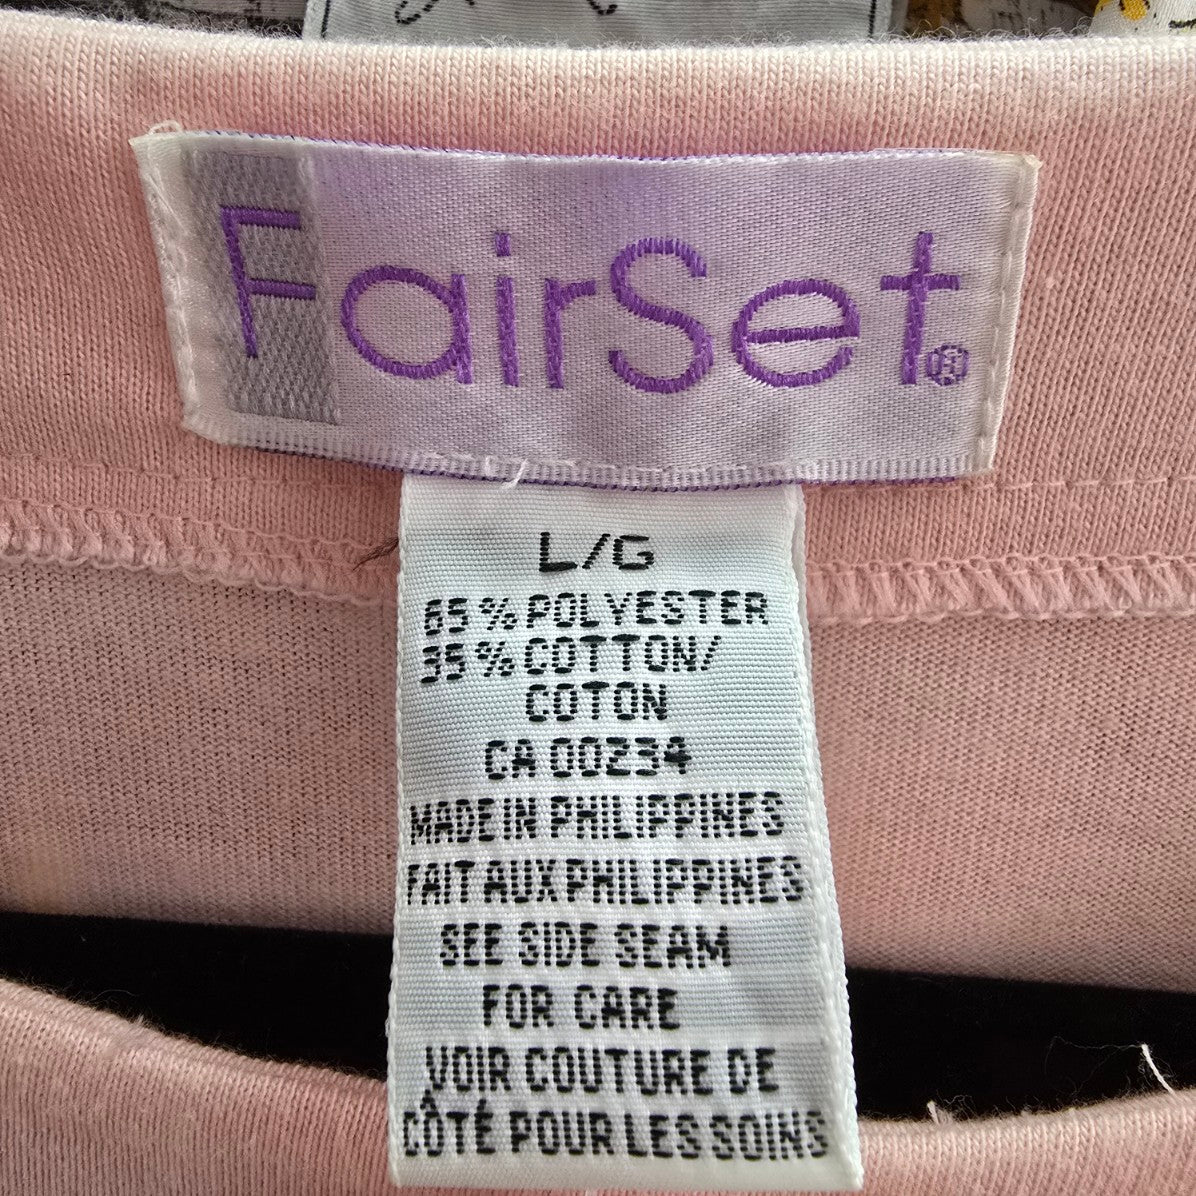 FairSet®
L/G
65% POLYESTER
35% COTTON/
COTON
CA 00234
MADE IN PHILIPPINES
FAIT AUX PHILIPPINES
SEE SIDE SEAM
FOR CARE
VOIR COUTURE DE
CÔTÉ POUR LES SOINS